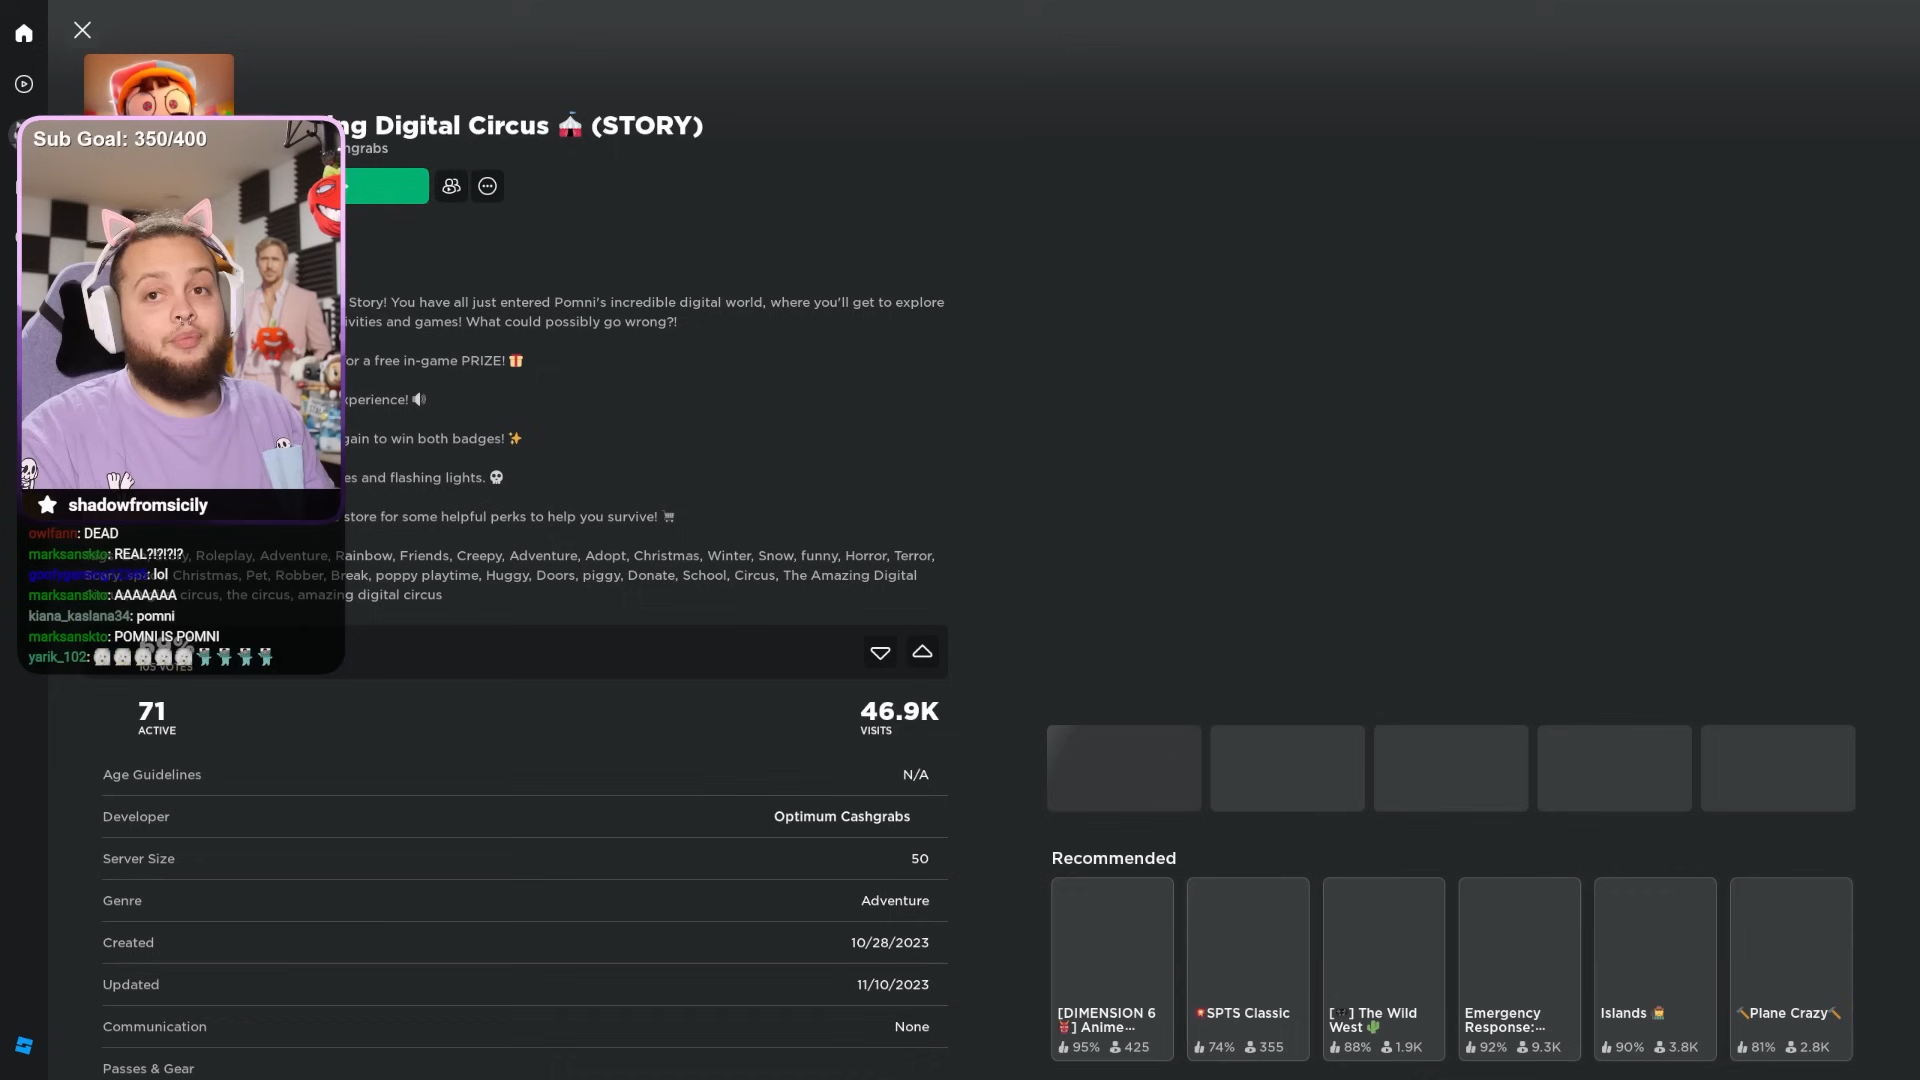 Sub Goal: 350/400
ng Digital Circus 🎪 (STORY)
ngrabs
Story! You have all just entered Pomni's incredible digital world, where you'll get to explore
ivities and games! What could possibly go wrong?!
or a free in-game PRIZE! 🎁
xperience! 🔊
gain to win both badges! ✨
es and flashing lights. 💀
store for some helpful perks to help you survive! 🛒
Roleplay, Adventure, Rainbow, Friends, Creepy, Adventure, Adopt, Christmas, Winter, Snow, funny, Horror, Terror,
Christmas, Pet, Robber, Break, poppy playtime, Huggy, Doors, piggy, Donate, School, Circus, The Amazing Digital
circus, the circus, amazing digital circus
shadowfromsicily
owlfann: DEAD
marksanskto: REAL?!?!?!?
: lol
marksanskto: AAAAAAA
kiana_kaslana34: pomni
marksanskto: POMNI IS POMNI
yarik_102:
105 VOTES
71
ACTIVE
46.9K
VISITS
Age Guidelines N/A
Developer Optimum Cashgrabs
Server Size 50
Genre Adventure
Created 10/28/2023
Updated 11/10/2023
Communication None
Passes & Gear
Recommended
[DIMENSION 6
👹] Anime...
95% 425
💥SPTS Classic
74% 355
[ ] The Wild
West 🌵
88% 1.9K
Emergency
Response:...
92% 9.3K
Islands
90% 3.8K
🔨Plane Crazy🔨
81% 2.8K